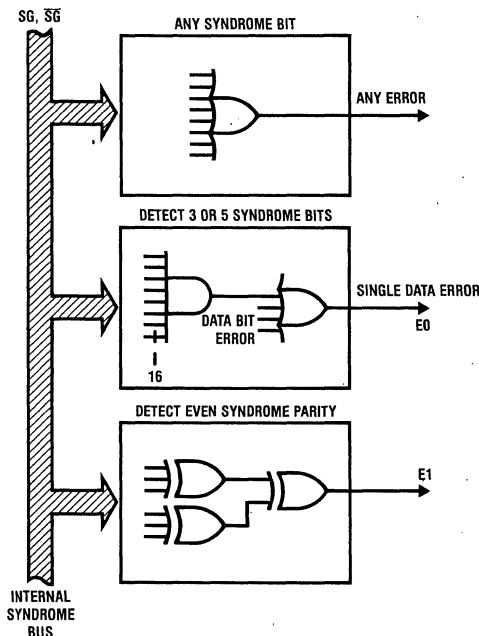 SG, S̅G̅
ANY SYNDROME BIT
ANY ERROR
DETECT 3 OR 5 SYNDROME BITS
SINGLE DATA ERROR
E0
DATA BIT
ERROR
16
DETECT EVEN SYNDROME PARITY
E1
INTERNAL
SYNDROME
BUS